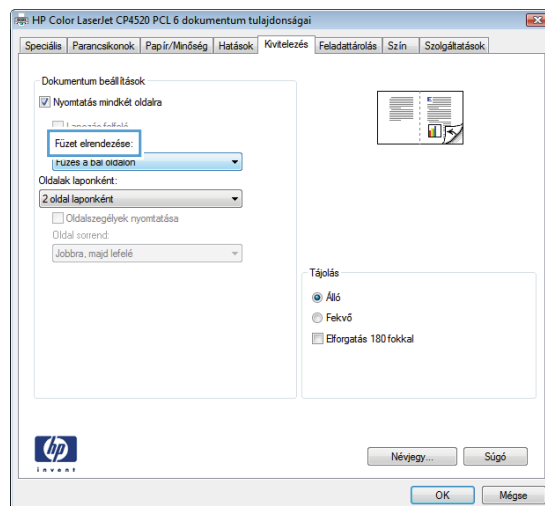 HP Color LaserJet CP4520 PCL 6 dokumentum tulajdonságai
Speciális Parancsikonok Papír/Minőség Hatások Kivitelezés Feladattárolás Szín Szolgáltatások
Dokumentum beállítások
Nyomtatás mindkét oldalra
Füzet elrendezése:
Fűzés a bal oldalon
Oldalak laponként:
2 oldal laponként
Oldalszegélyek nyomtatása
Oldal sorrend:
Jobbra, majd lefelé
Tájolás
Álló
Fekvő
Elforgatás 180 fokkal
hp
invent
Névjegy... Súgó
OK Mégse